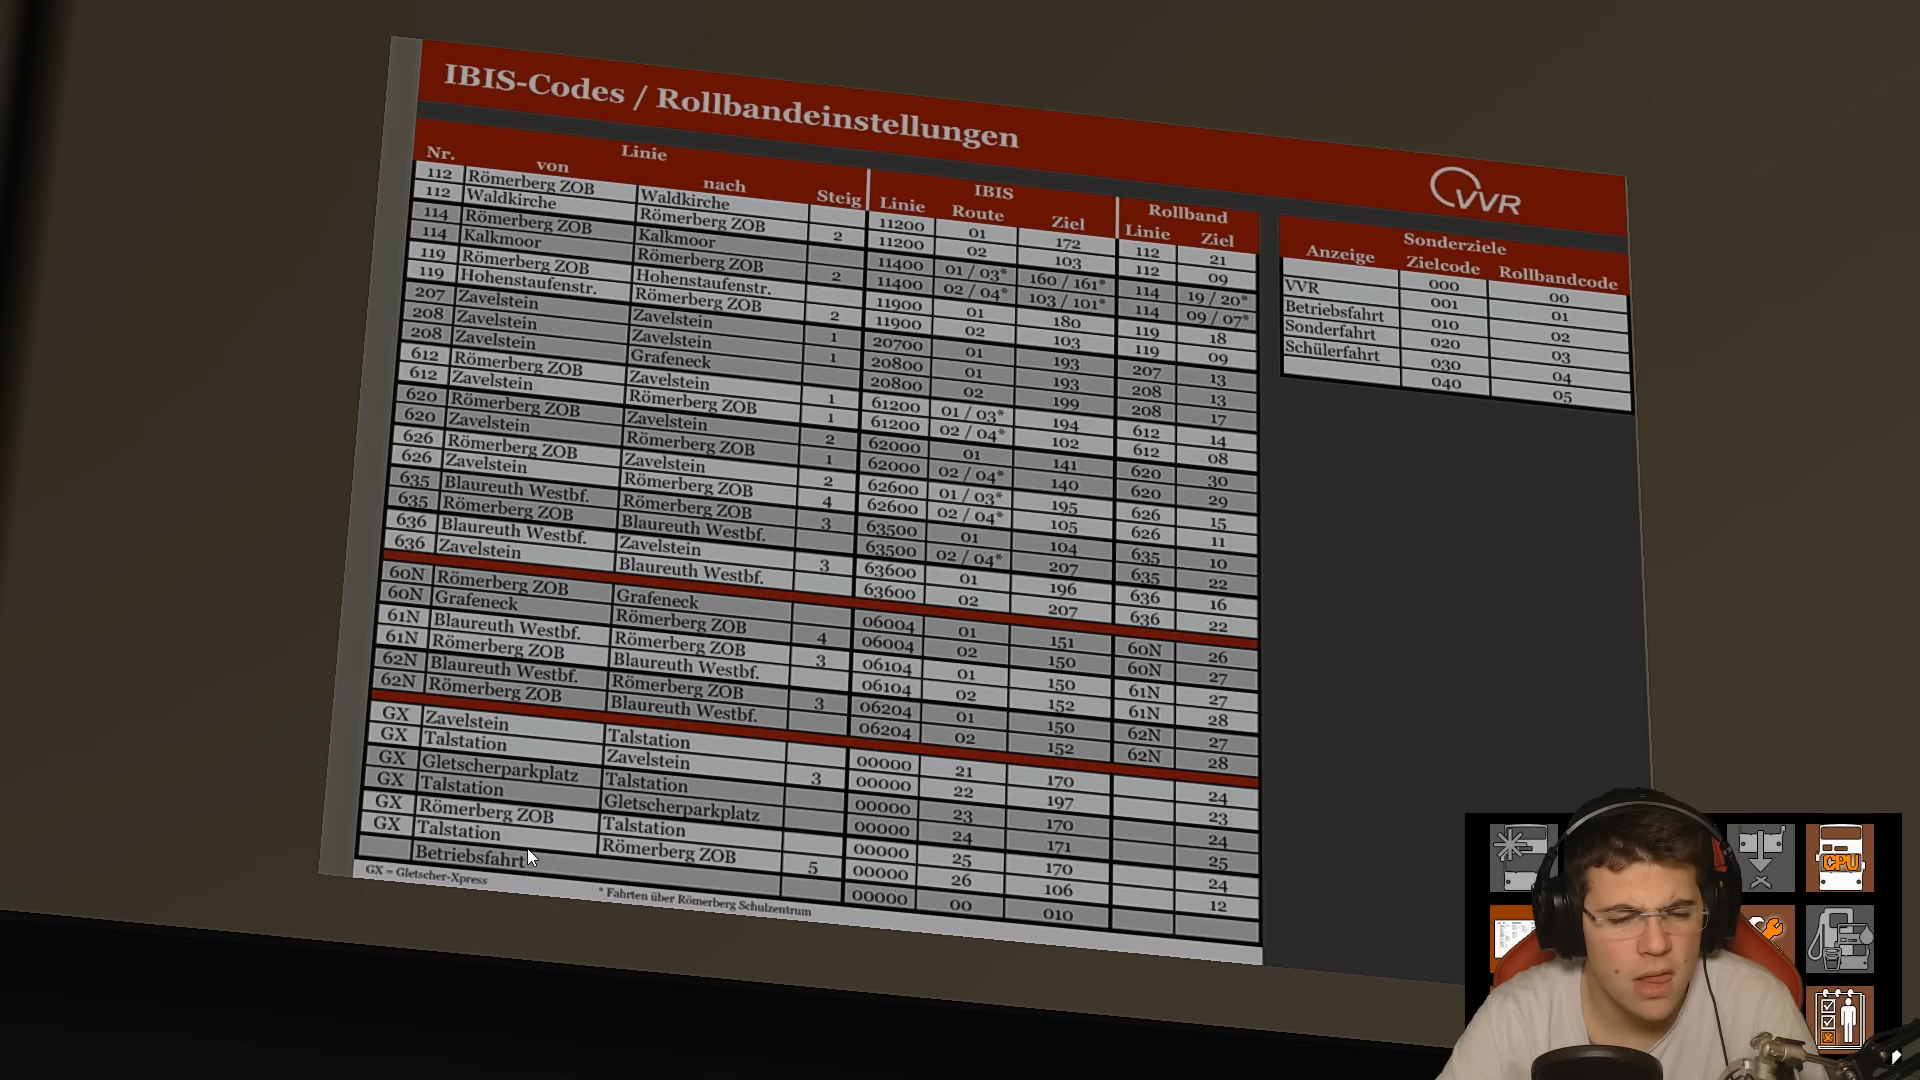 IBIS-Codes / Rollbandeinstellungen
VVR
Linie IBIS Rollband
Nr. von nach Steig Linie Route Ziel Linie Ziel
112 Römerberg ZOB Waldkirche 11200 01 172 112 21
112 Waldkirche Römerberg ZOB 2 11200 02 103 112 09
114 Römerberg ZOB Kalkmoor 11400 01 / 03* 160 / 161* 114 19 / 20*
114 Kalkmoor Römerberg ZOB 2 11400 02 / 04* 103 / 101* 114 09 / 07*
119 Römerberg ZOB Hohenstaufenstr. 11900 01 180 119 18
119 Hohenstaufenstr. Römerberg ZOB 2 11900 02 103 119 09
207 Zavelstein Zavelstein 1 20700 01 193 207 13
208 Zavelstein Zavelstein 1 20800 01 193 208 13
208 Zavelstein Grafeneck 20800 02 199 208 17
612 Römerberg ZOB Zavelstein 1 61200 01 / 03* 194 612 14
612 Zavelstein Römerberg ZOB 1 61200 02 / 04* 102 612 08
620 Römerberg ZOB Zavelstein 2 62000 01 141 620 30
620 Zavelstein Römerberg ZOB 1 62000 02 / 04* 140 620 29
626 Römerberg ZOB Zavelstein 2 62600 01 / 03* 195 626 15
626 Zavelstein Römerberg ZOB 4 62600 02 / 04* 105 626 11
635 Blaureuth Westbf. Römerberg ZOB 3 63500 01 104 635 10
635 Römerberg ZOB Blaureuth Westbf. 63500 02 / 04* 207 635 22
636 Blaureuth Westbf. Zavelstein 3 63600 01 196 636 16
636 Zavelstein Blaureuth Westbf. 63600 02 207 636 22
60N Römerberg ZOB Grafeneck 06004 01 151 60N 26
60N Grafeneck Römerberg ZOB 4 06004 02 150 60N 27
61N Blaureuth Westbf. Römerberg ZOB 3 06104 01 150 61N 27
61N Römerberg ZOB Blaureuth Westbf. 06104 02 152 61N 28
62N Blaureuth Westbf. Römerberg ZOB 3 06204 01 150 62N 27
62N Römerberg ZOB Blaureuth Westbf. 06204 02 152 62N 28
GX Zavelstein Talstation 00000 21 170 24
GX Talstation Zavelstein 3 00000 22 197 23
GX Gletscherparkplatz Talstation 00000 23 170 24
GX Talstation Gletscherparkplatz 00000 24 171 25
GX Römerberg ZOB Talstation 00000 25 170 24
GX Talstation Römerberg ZOB 5 00000 26 106 12
Betriebsfahrt 00000 00 010
GX = Gletscher-Xpress * Fahrten über Römerberg Schulzentrum
Sonderziele
Anzeige Zielcode Rollbandcode
000 00
VVR 001 01
Betriebsfahrt 010 02
Sonderfahrt 020 03
Schülerfahrt 030 04
040 05
CPU